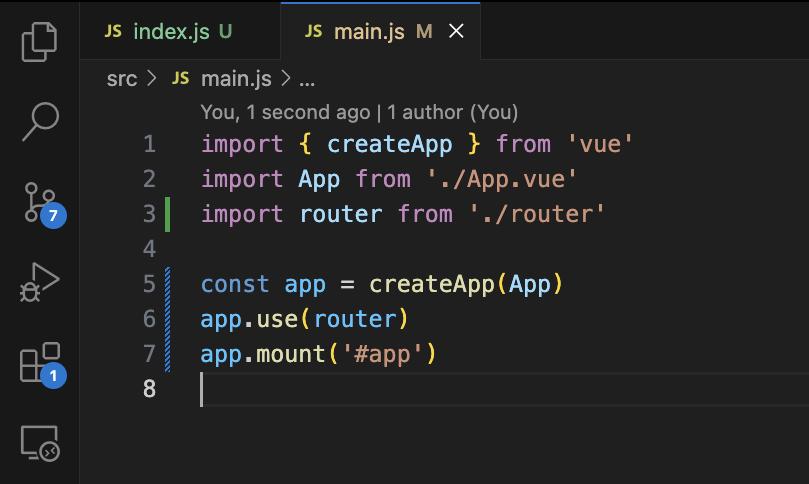 JS index.js U
JS main.js M
src > JS main.js > ...
You, 1 second ago | 1 author (You)
1 import { createApp } from 'vue'
2 import App from './App.vue'
3 import router from './router'
4
5 const app = createApp(App)
6 app.use(router)
7 app.mount('#app')
8
7
1